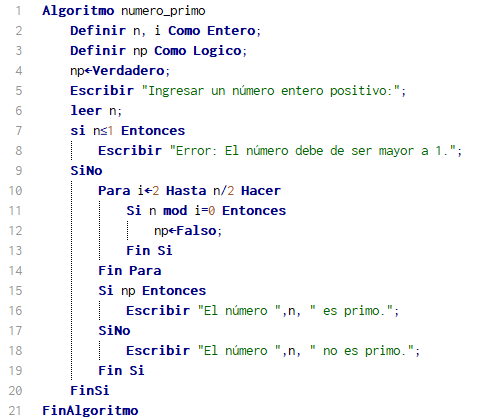 1 Algoritmo numero_primo
2 Definir n, i Como Entero;
3 Definir np Como Logico;
4 np←Verdadero;
5 Escribir "Ingresar un número entero positivo:";
6 leer n;
7 si n≤1 Entonces
8 Escribir "Error: El número debe de ser mayor a 1.";
9 SiNo
10 Para i←2 Hasta n/2 Hacer
11 Si n mod i=0 Entonces
12 np←Falso;
13 Fin Si
14 Fin Para
15 Si np Entonces
16 Escribir "El número ",n, " es primo.";
17 SiNo
18 Escribir "El número ",n, " no es primo.";
19 Fin Si
20 FinSi
21 FinAlgoritmo